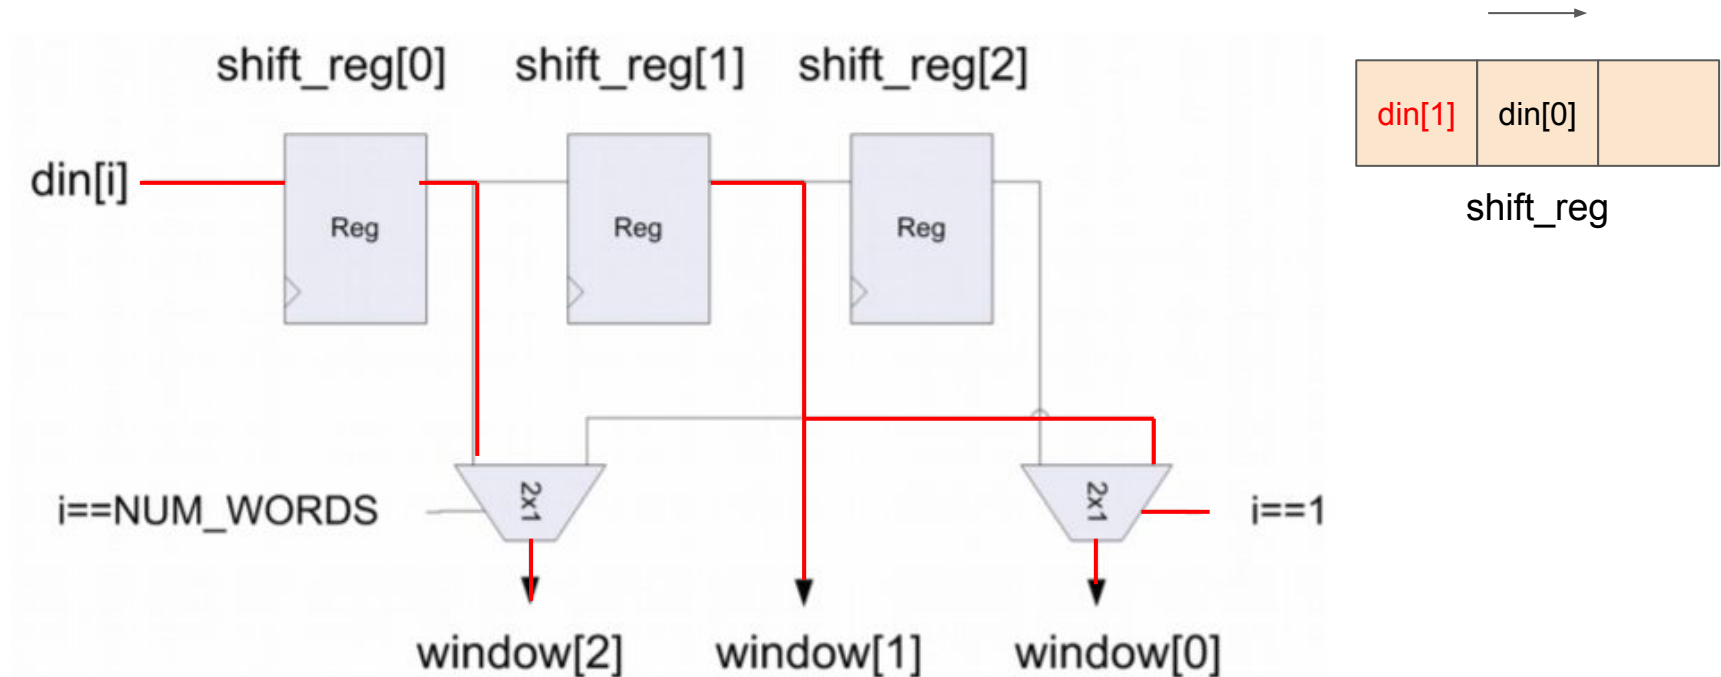 shift_reg[0] shift_reg[1] shift_reg[2]
din[i]
Reg Reg Reg
din[1] din[0]
shift_reg
i==NUM_WORDS
2x1
2x1
i==1
window[2] window[1] window[0]